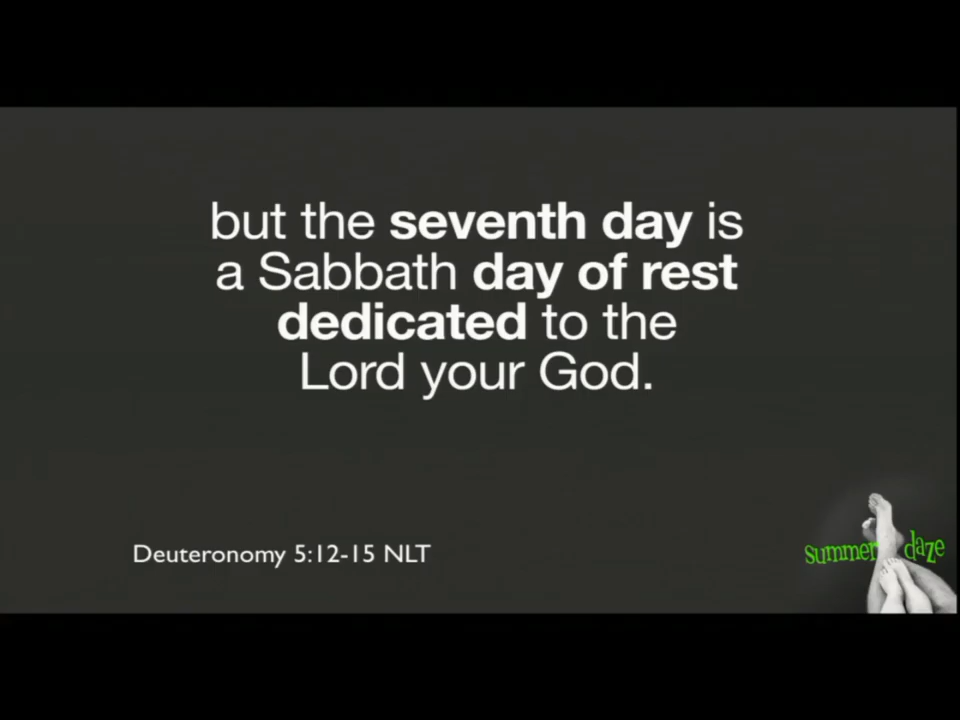 but the seventh day is
a Sabbath day of rest
dedicated to the
Lord your God.
Deuteronomy 5:12-15 NLT
summer daze